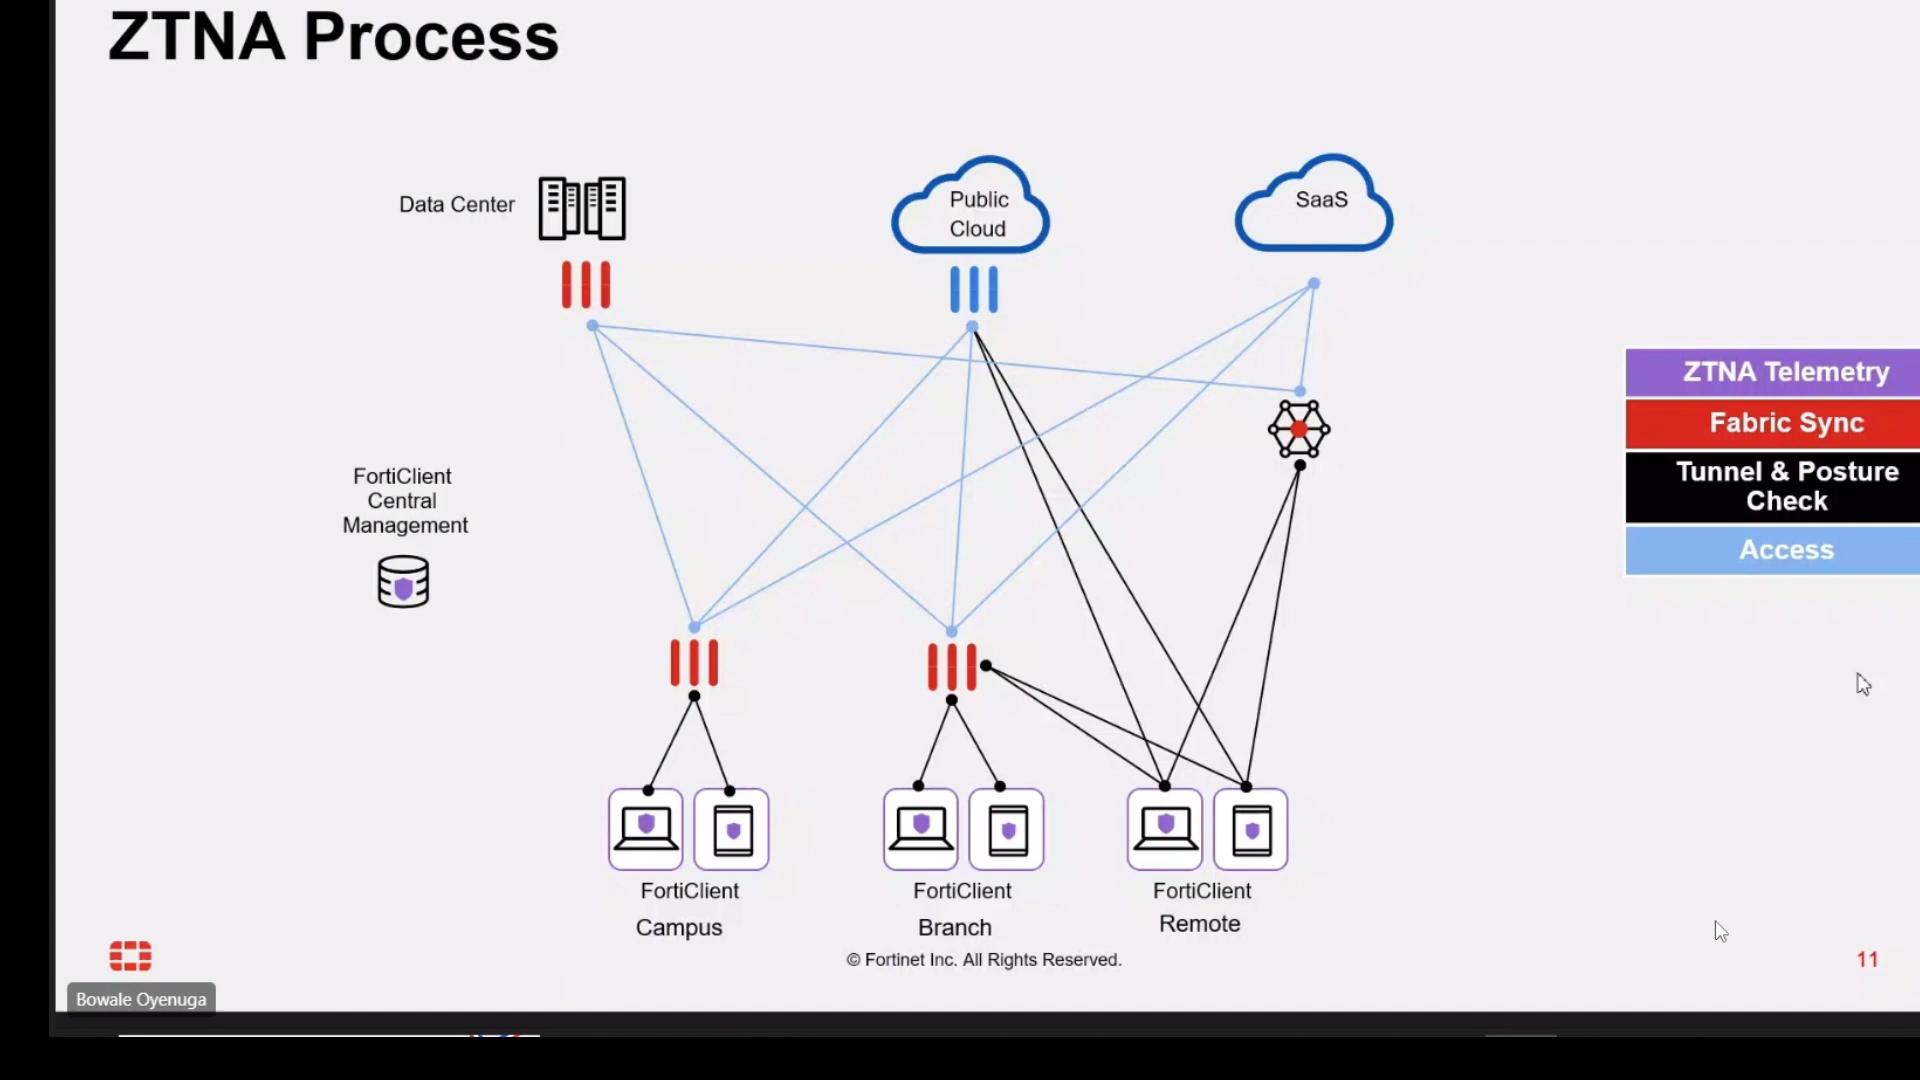 ZTNA Process
Data Center
Public
Cloud
SaaS
ZTNA Telemetry
Fabric Sync
Tunnel & Posture
Check
Access
FortiClient
Central
Management
FortiClient
Campus
FortiClient
Branch
FortiClient
Remote
© Fortinet Inc. All Rights Reserved.
11
Bowale Oyenuga